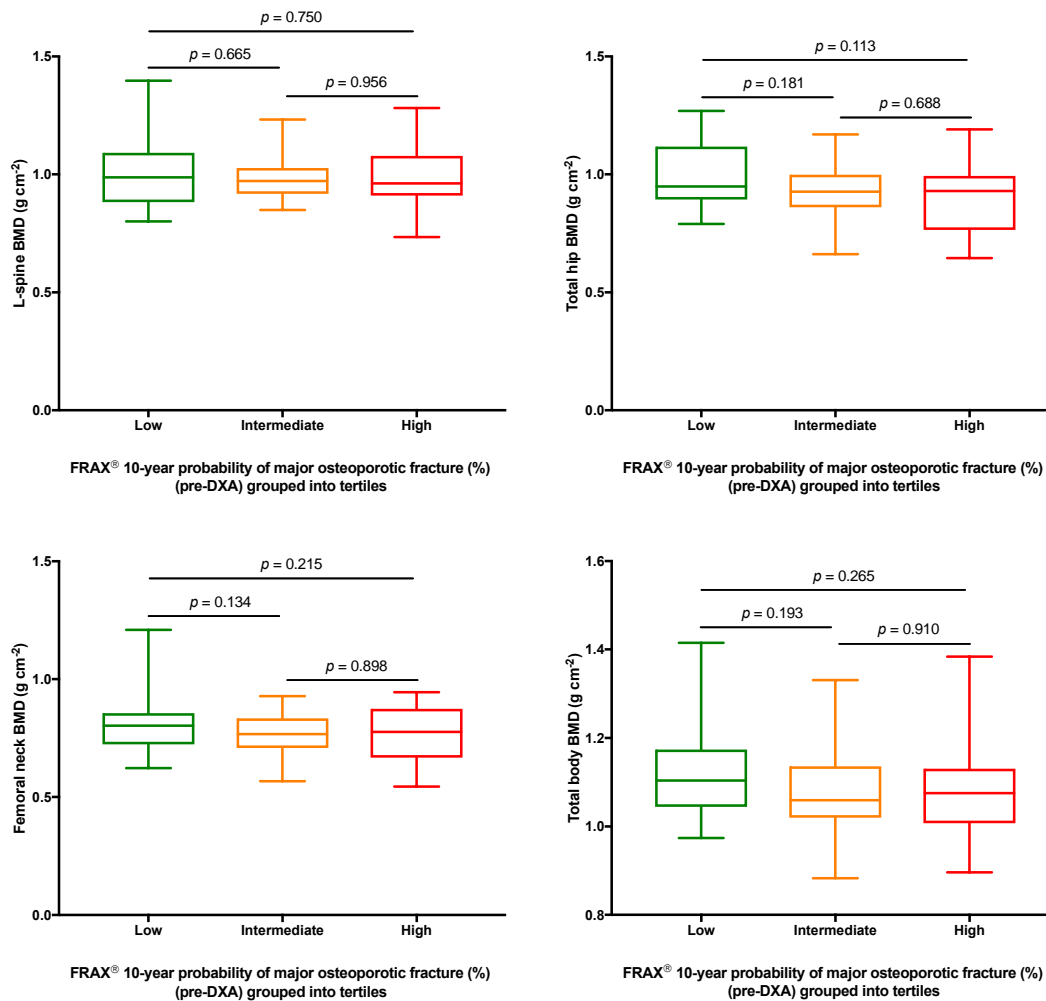 p = 0.750
p = 0.665
p = 0.956
1.5
1.0
0.5
0.0
L-spine BMD (g cm-2)
Low Intermediate High
FRAX® 10-year probability of major osteoporotic fracture (%)
(pre-DXA) grouped into tertiles
p = 0.113
p = 0.181
p = 0.688
1.5
1.0
0.5
0.0
Total hip BMD (g cm-2)
Low Intermediate High
FRAX® 10-year probability of major osteoporotic fracture (%)
(pre-DXA) grouped into tertiles
p = 0.215
p = 0.134
p = 0.898
1.5
1.0
0.5
0.0
Femoral neck BMD (g cm-2)
Low Intermediate High
FRAX® 10-year probability of major osteoporotic fracture (%)
(pre-DXA) grouped into tertiles
p = 0.265
p = 0.193
p = 0.910
1.6
1.4
1.2
1.0
0.8
Total body BMD (g cm-2)
Low Intermediate High
FRAX® 10-year probability of major osteoporotic fracture (%)
(pre-DXA) grouped into tertiles